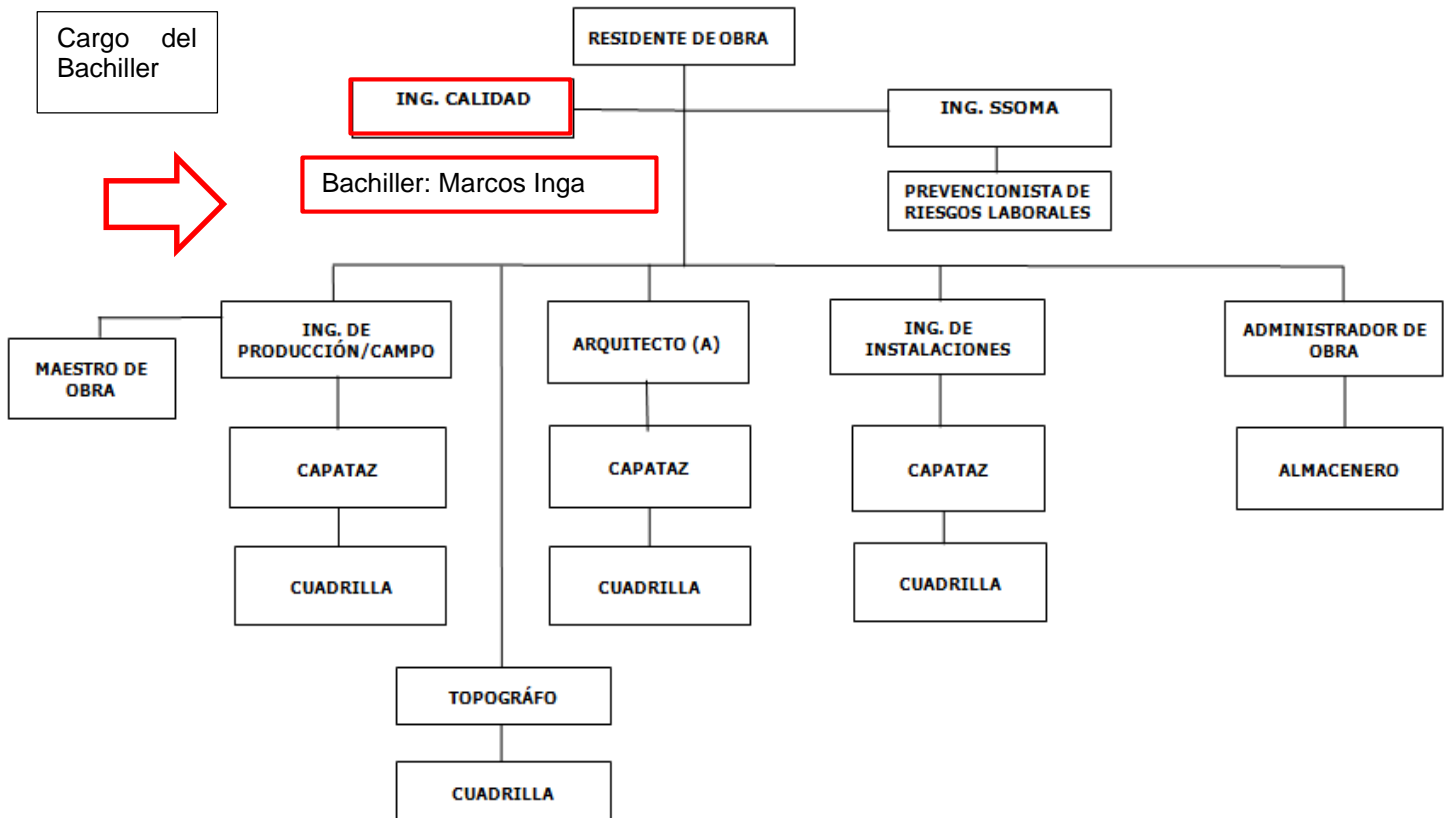 Cargo del
Bachiller
RESIDENTE DE OBRA
ING. CALIDAD
ING. SSOMA
Bachiller: Marcos Inga
PREVENCIONISTA DE
RIESGOS LABORALES
MAESTRO DE
OBRA
ING. DE
PRODUCCIÓN/CAMPO
ARQUITECTO (A)
ING. DE
INSTALACIONES
ADMINISTRADOR DE
OBRA
CAPATAZ
CAPATAZ
CAPATAZ
ALMACENERO
CUADRILLA
CUADRILLA
CUADRILLA
TOPOGRÁFO
CUADRILLA